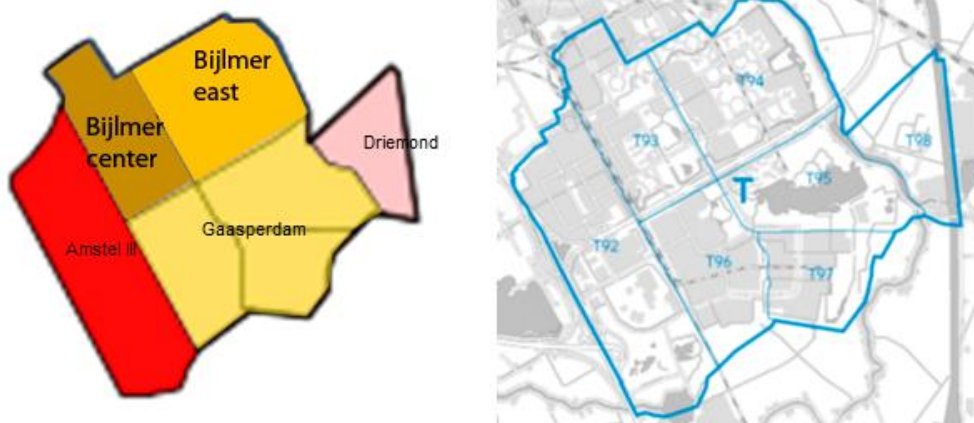 Bijlmer
east
Bijlmer
center
Driemond
Gaasperdam
Amstel III
T94
T93
T98
T
T95
T92
T96
T97